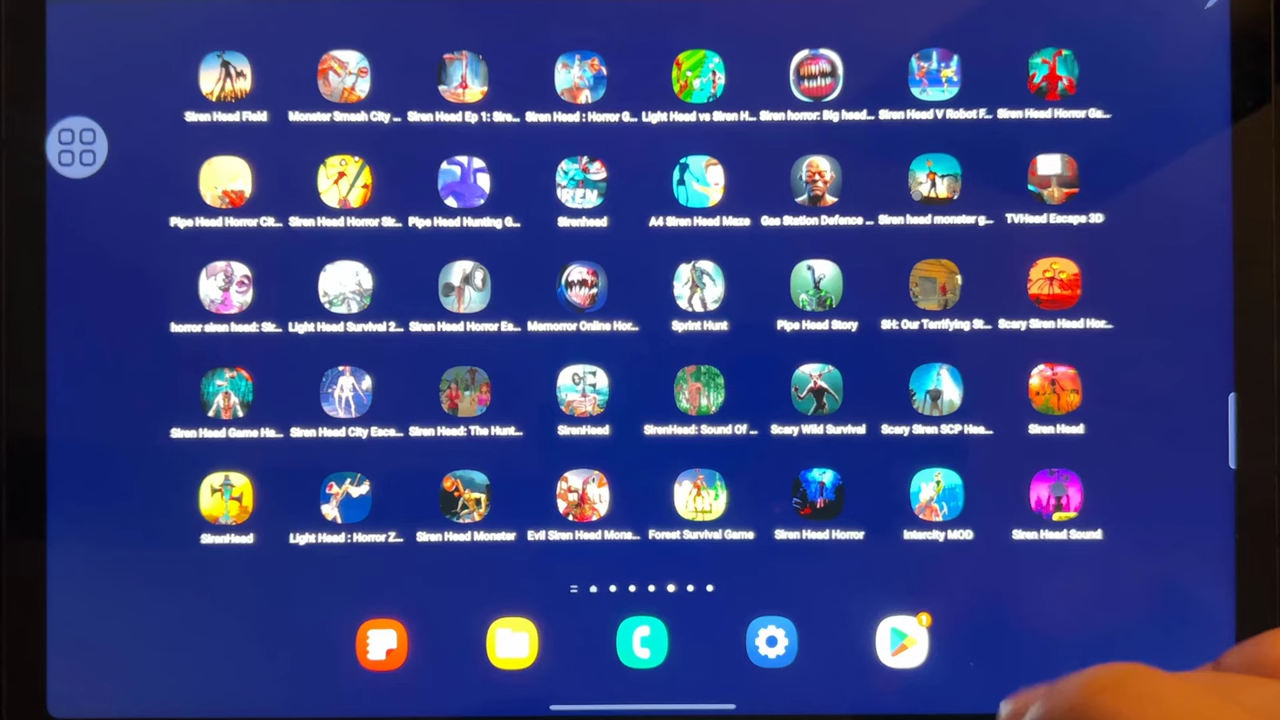 Siren Head Field
Monster Smash City ...
Siren Head Ep 1: Sire...
Siren Head : Horror G...
Light Head vs Siren H...
Siren horror: Big head...
Siren Head V Robot F...
Siren Head Horror Ga...
Pipe Head Horror Cit...
Siren Head Horror Sir...
Pipe Head Hunting G...
Sirenhead
A4 Siren Head Maze
Gas Station Defence ...
Siren head monster g...
TVHead Escape 3D
horror siren head: Sir...
Light Head Survival 2...
Siren Head Horror Es...
Memorror Online Hor...
Sprint Hunt
Pipe Head Story
SH: Our Terrifying St...
Scary Siren Head Hor...
Siren Head Game Ha...
Siren Head City Esca...
Siren Head: The Hunt...
SirenHead
SirenHead: Sound Of ...
Scary Wild Survival
Scary Siren SCP Hea...
Siren Head
SirenHead
Light Head : Horror Z...
Siren Head Monster
Evil Siren Head Mons...
Forest Survival Game
Siren Head Horror
Intercity MOD
Siren Head Sound
1